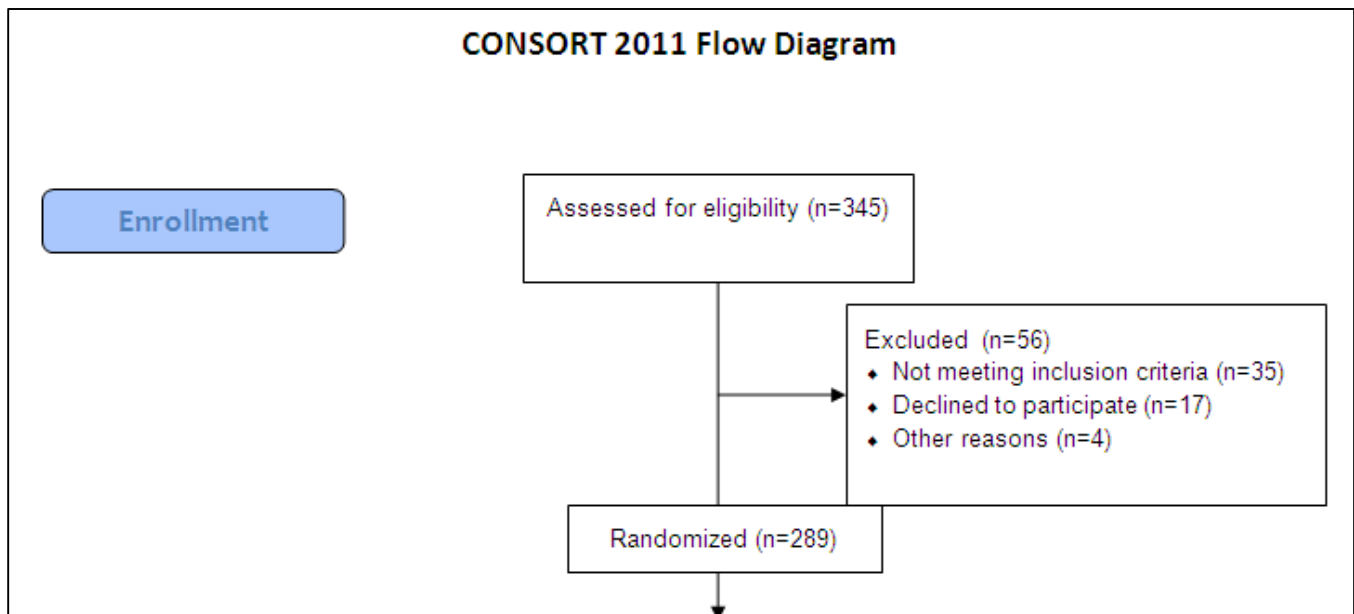 CONSORT 2011 Flow Diagram
Enrollment
Assessed for eligibility (n=345)
Excluded (n=56)
⬥ Not meeting inclusion criteria (n=35)
⬥ Declined to participate (n=17)
⬥ Other reasons (n=4)
Randomized (n=289)